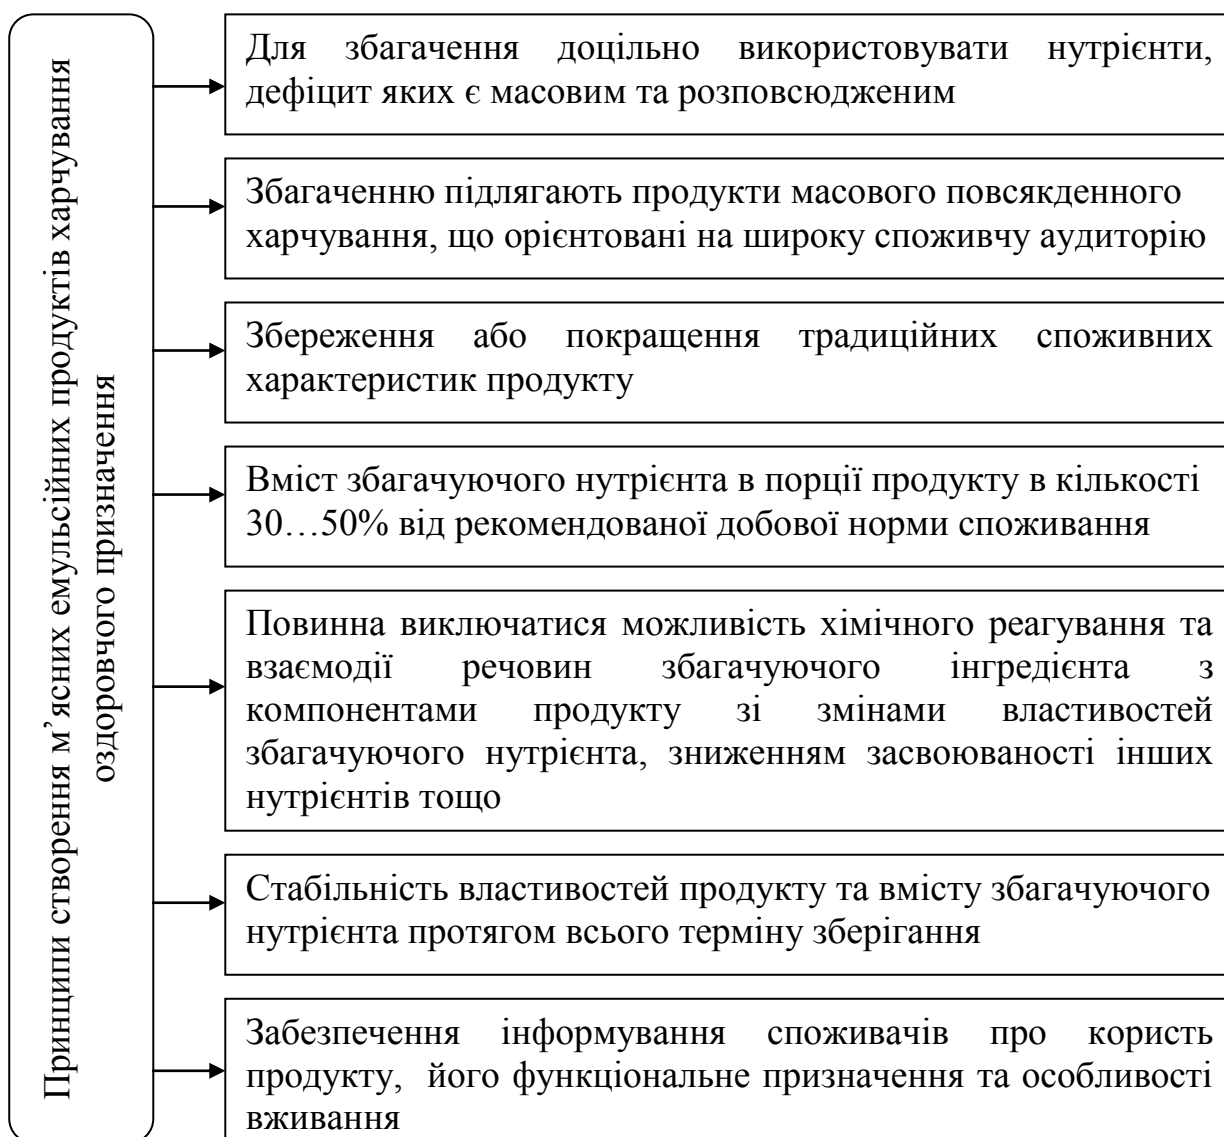 Принципи створення м’ясних емульсійних продуктів харчування
оздоровчого призначення
Для збагачення доцільно використовувати нутрієнти,
дефіцит яких є масовим та розповсюдженим
Збагаченню підлягають продукти масового повсякденного
харчування, що орієнтовані на широку споживчу аудиторію
Збереження або покращення традиційних споживних
характеристик продукту
Вміст збагачуючого нутрієнта в порції продукту в кількості
30…50% від рекомендованої добової норми споживання
Повинна виключатися можливість хімічного реагування та
взаємодії речовин збагачуючого інгредієнта з
компонентами продукту зі змінами властивостей
збагачуючого нутрієнта, зниженням засвоюваності інших
нутрієнтів тощо
Стабільність властивостей продукту та вмісту збагачуючого
нутрієнта протягом всього терміну зберігання
Забезпечення інформування споживачів про користь
продукту, його функціональне призначення та особливості
вживання